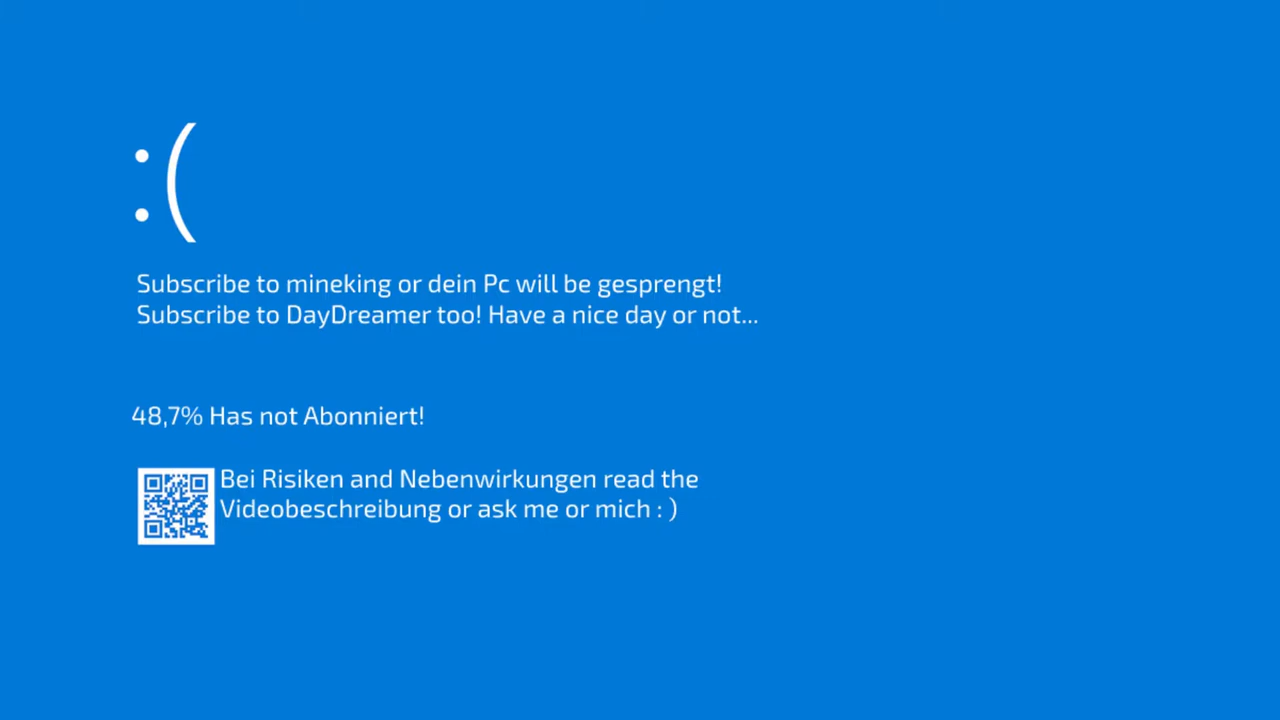 :(
Subscribe to mineking or dein Pc will be gesprengt!
Subscribe to DayDreamer too! Have a nice day or not...
48,7% Has not Abonniert!
Bei Risiken and Nebenwirkungen read the
Videobeschreibung or ask me or mich : )